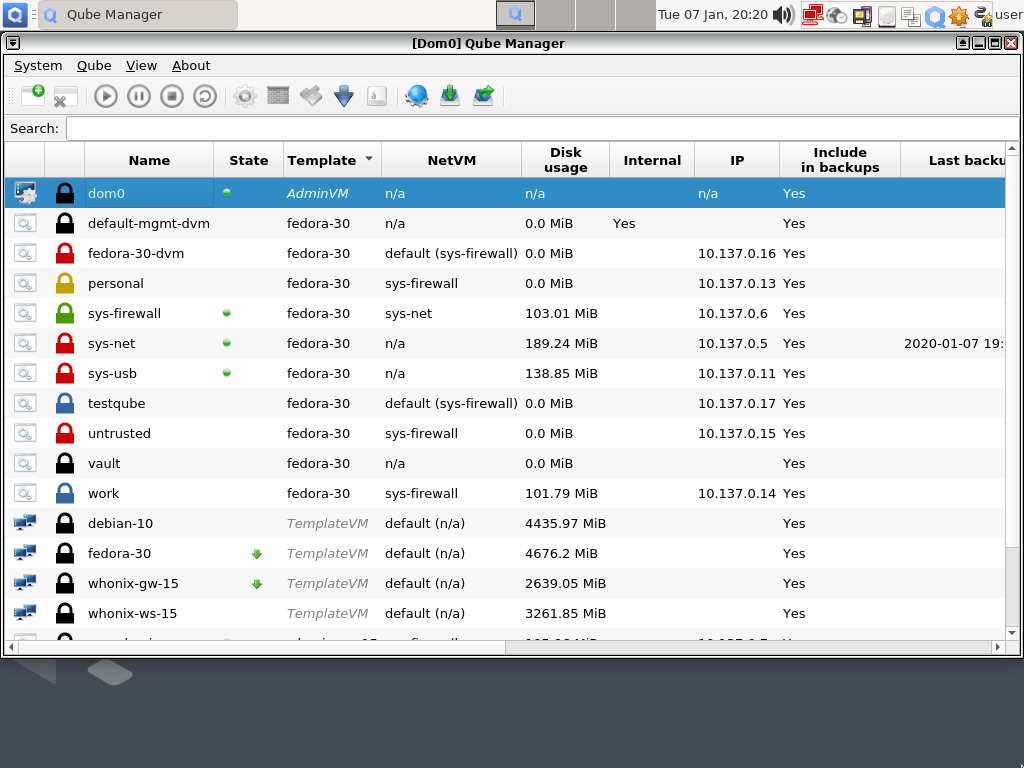 Qube Manager Tue 07 Jan, 20:20 user
[Dom0] Qube Manager
System Qube View About
Search:
Name State Template NetVM Disk usage Internal IP Include in backups Last backu
dom0 AdminVM n/a n/a n/a Yes
default-mgmt-dvm fedora-30 n/a 0.0 MiB Yes Yes
fedora-30-dvm fedora-30 default (sys-firewall) 0.0 MiB 10.137.0.16 Yes
personal fedora-30 sys-firewall 0.0 MiB 10.137.0.13 Yes
sys-firewall fedora-30 sys-net 103.01 MiB 10.137.0.6 Yes
sys-net fedora-30 n/a 189.24 MiB 10.137.0.5 Yes 2020-01-07 19:
sys-usb fedora-30 n/a 138.85 MiB 10.137.0.11 Yes
testqube fedora-30 default (sys-firewall) 0.0 MiB 10.137.0.17 Yes
untrusted fedora-30 sys-firewall 0.0 MiB 10.137.0.15 Yes
vault fedora-30 n/a 0.0 MiB Yes
work fedora-30 sys-firewall 101.79 MiB 10.137.0.14 Yes
debian-10 TemplateVM default (n/a) 4435.97 MiB Yes
fedora-30 TemplateVM default (n/a) 4676.2 MiB Yes
whonix-gw-15 TemplateVM default (n/a) 2639.05 MiB Yes
whonix-ws-15 TemplateVM default (n/a) 3261.85 MiB Yes